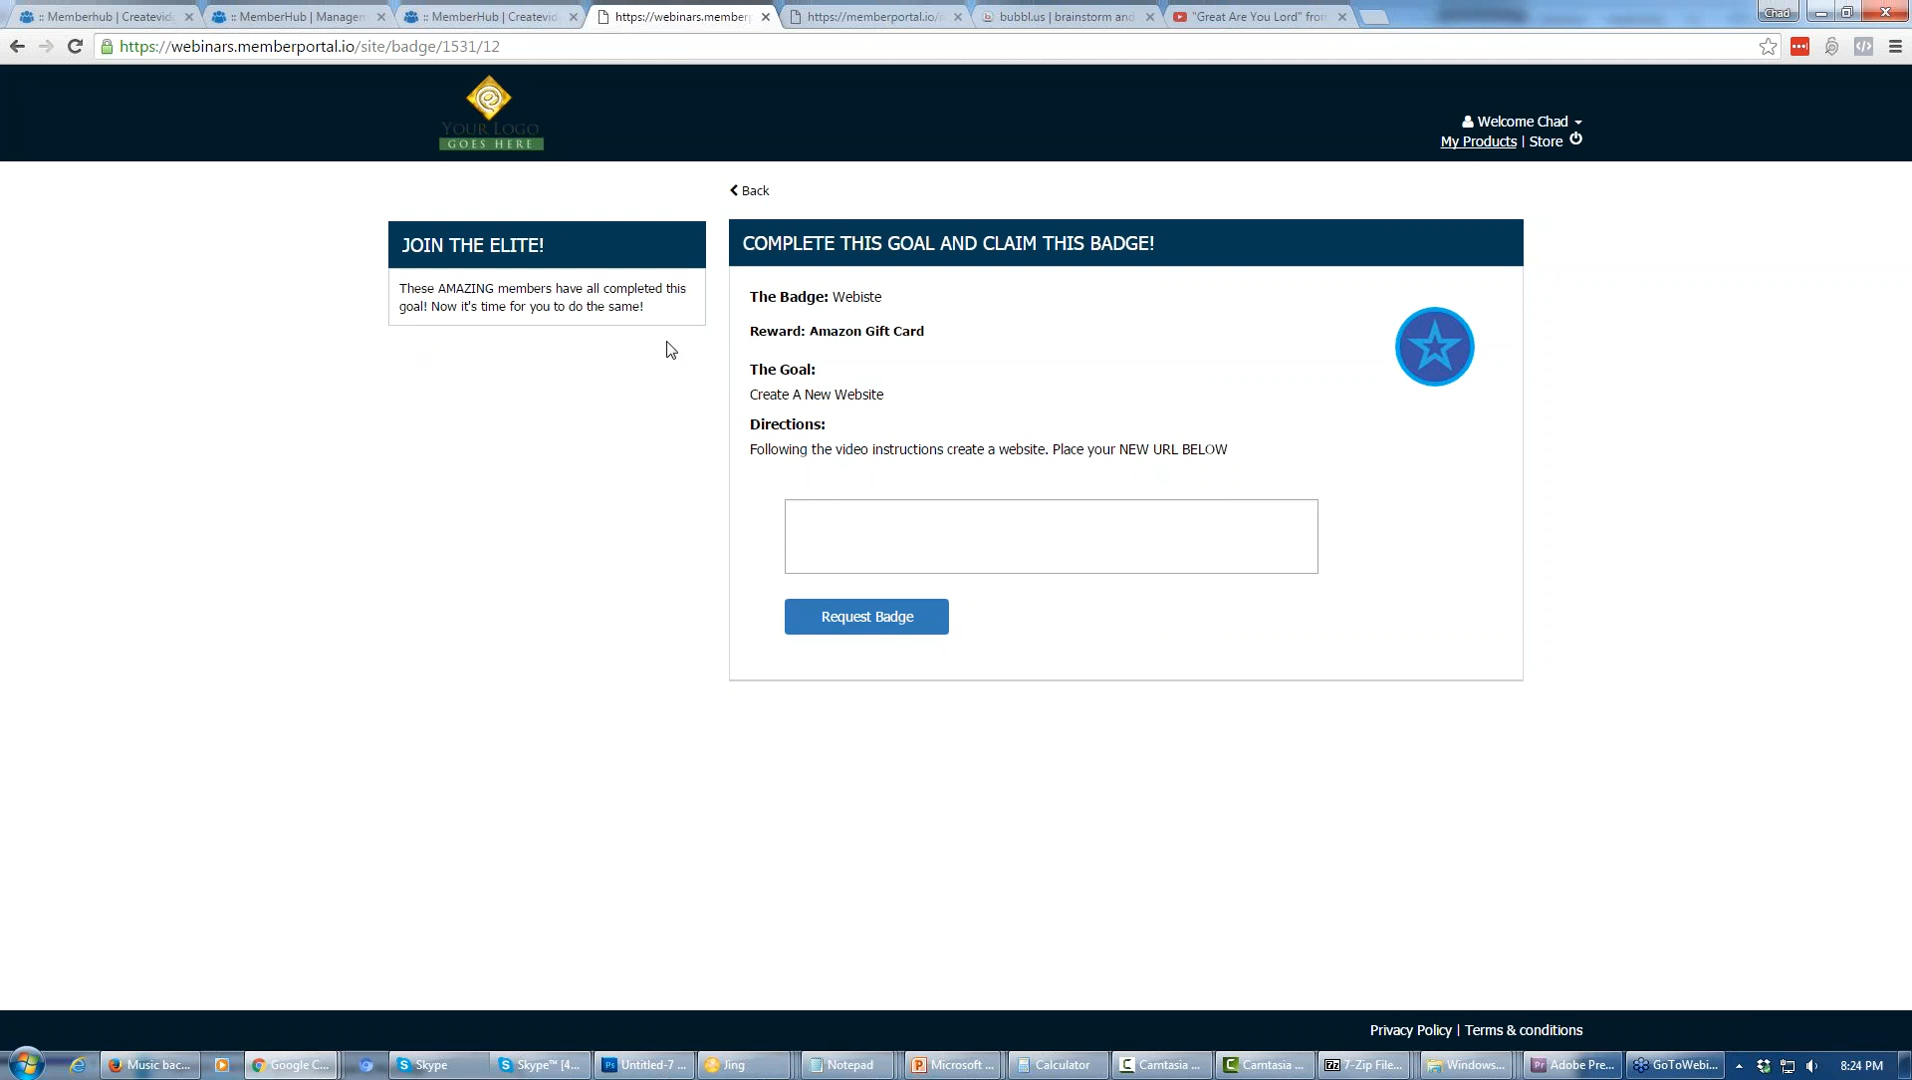 :: Memberhub | Createvid
:: MemberHub | Managem
:: MemberHub | Createvid
https://webinars.member
https://memberportal.io/
bubbl.us | brainstorm and
"Great Are You Lord" from
Chad
https://webinars.memberportal.io/site/badge/1531/12
YOUR LOGO
GOES HERE
Welcome Chad
My Products | Store
Back
JOIN THE ELITE!
These AMAZING members have all completed this
goal! Now it's time for you to do the same!
COMPLETE THIS GOAL AND CLAIM THIS BADGE!
The Badge: Webiste
Reward: Amazon Gift Card
The Goal:
Create A New Website
Directions:
Following the video instructions create a website. Place your NEW URL BELOW
Request Badge
Privacy Policy | Terms & conditions
Music bac...
Google C...
Skype
Skype™ [4...
Untitled-7 ...
Jing
Notepad
Microsoft ...
Calculator
Camtasia ...
Camtasia ...
7-Zip File...
Windows...
Adobe Pre...
GoToWebi...
8:24 PM